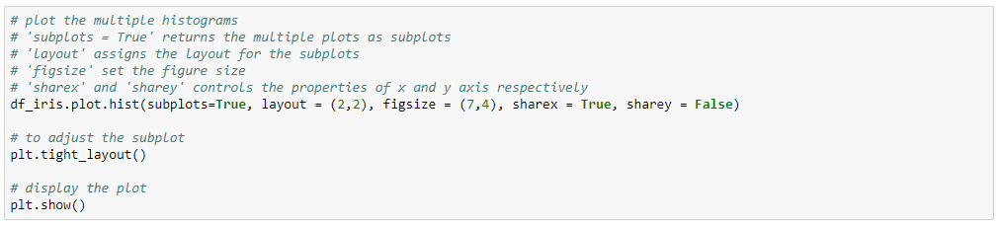 # plot the multiple histograms
# 'subplots = True' returns the multiple plots as subplots
# 'layout' assigns the layout for the subplots
# 'figsize' set the figure size
# 'sharex' and 'sharey' controls the properties of x and y axis respectively
df_iris.plot.hist(subplots=True, layout = (2,2), figsize = (7,4), sharex = True, sharey = False)
# to adjust the subplot
plt.tight_layout()
# display the plot
plt.show()